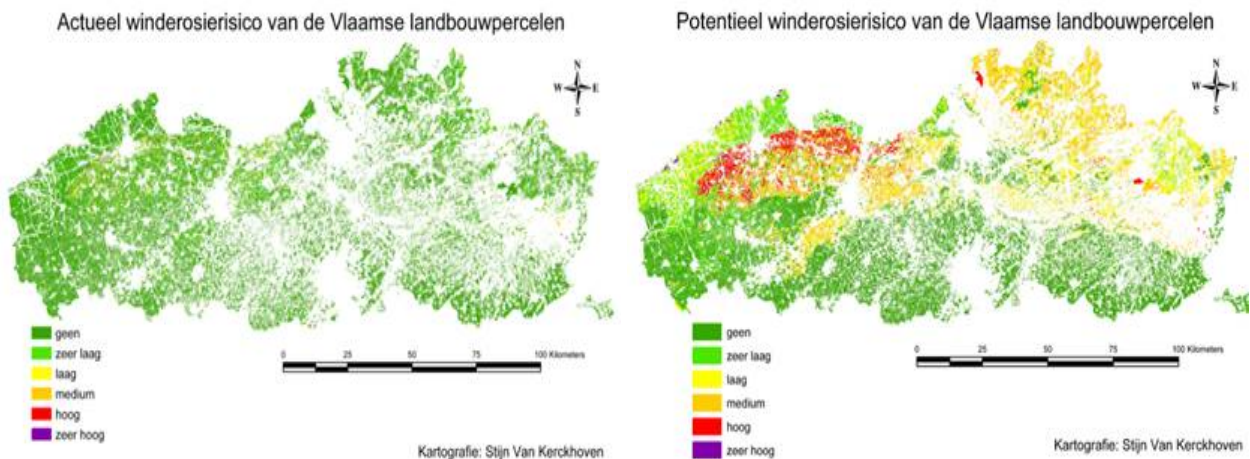 Actueel winderosierisico van de Vlaamse landbouwpercelen
N
W E
S
geen
zeer laag
laag
medium
hoog
zeer hoog
0 25 50 75 100 Kilometers
Kartografie: Stijn Van Kerckhoven
Potentieel winderosierisico van de Vlaamse landbouwpercelen
N
W E
S
geen
zeer laag
laag
medium
hoog
zeer hoog
0 25 50 75 100 Kilometers
Kartografie: Stijn Van Kerckhoven